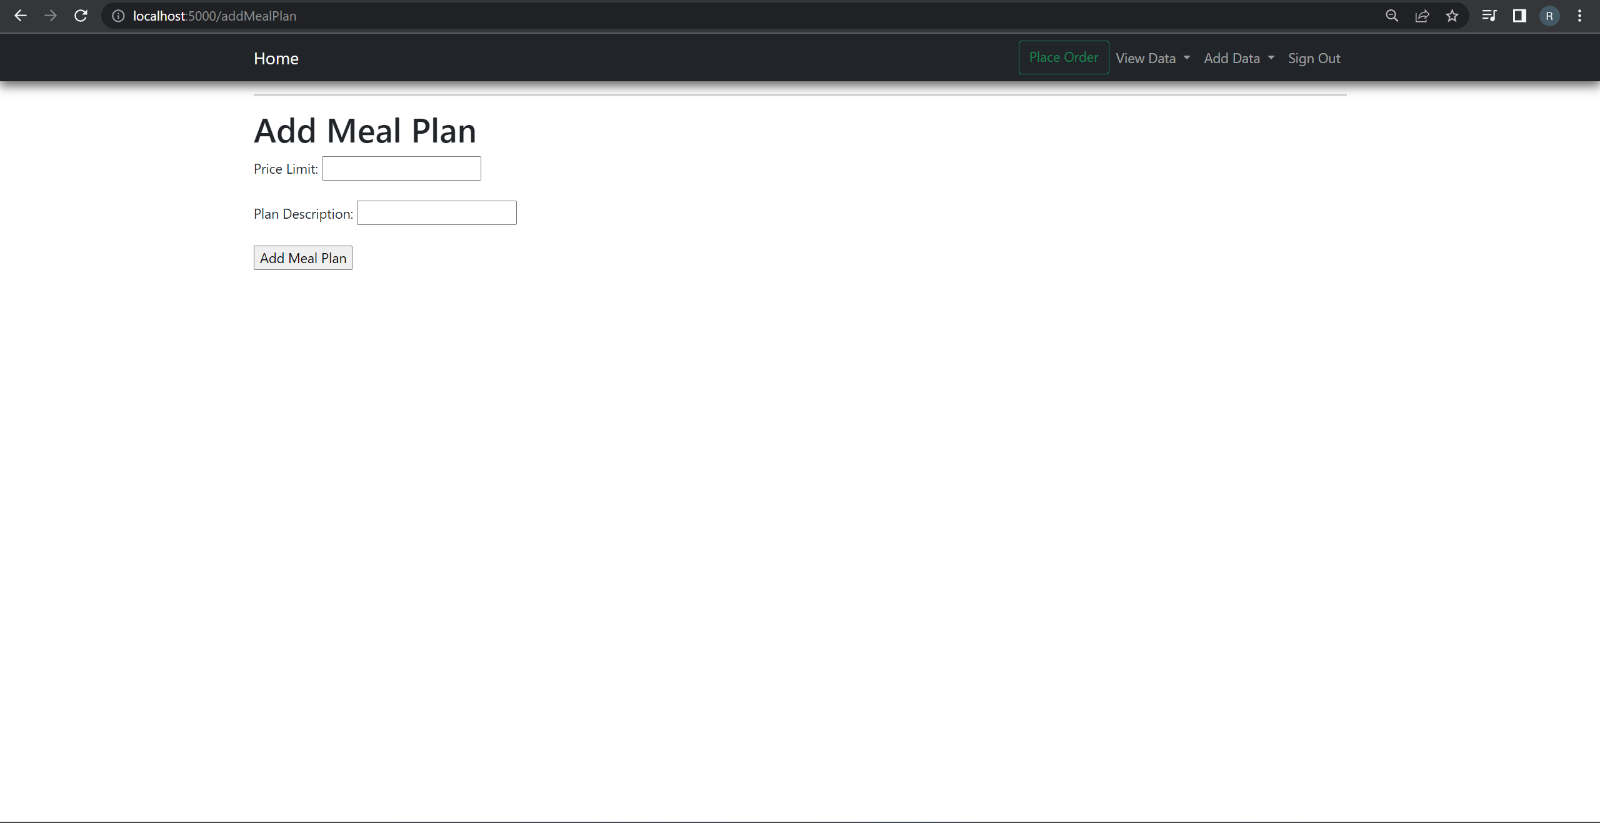 localhost:5000/addMealPlan
R
Home Place Order View Data Add Data Sign Out
Add Meal Plan
Price Limit:
Plan Description:
Add Meal Plan